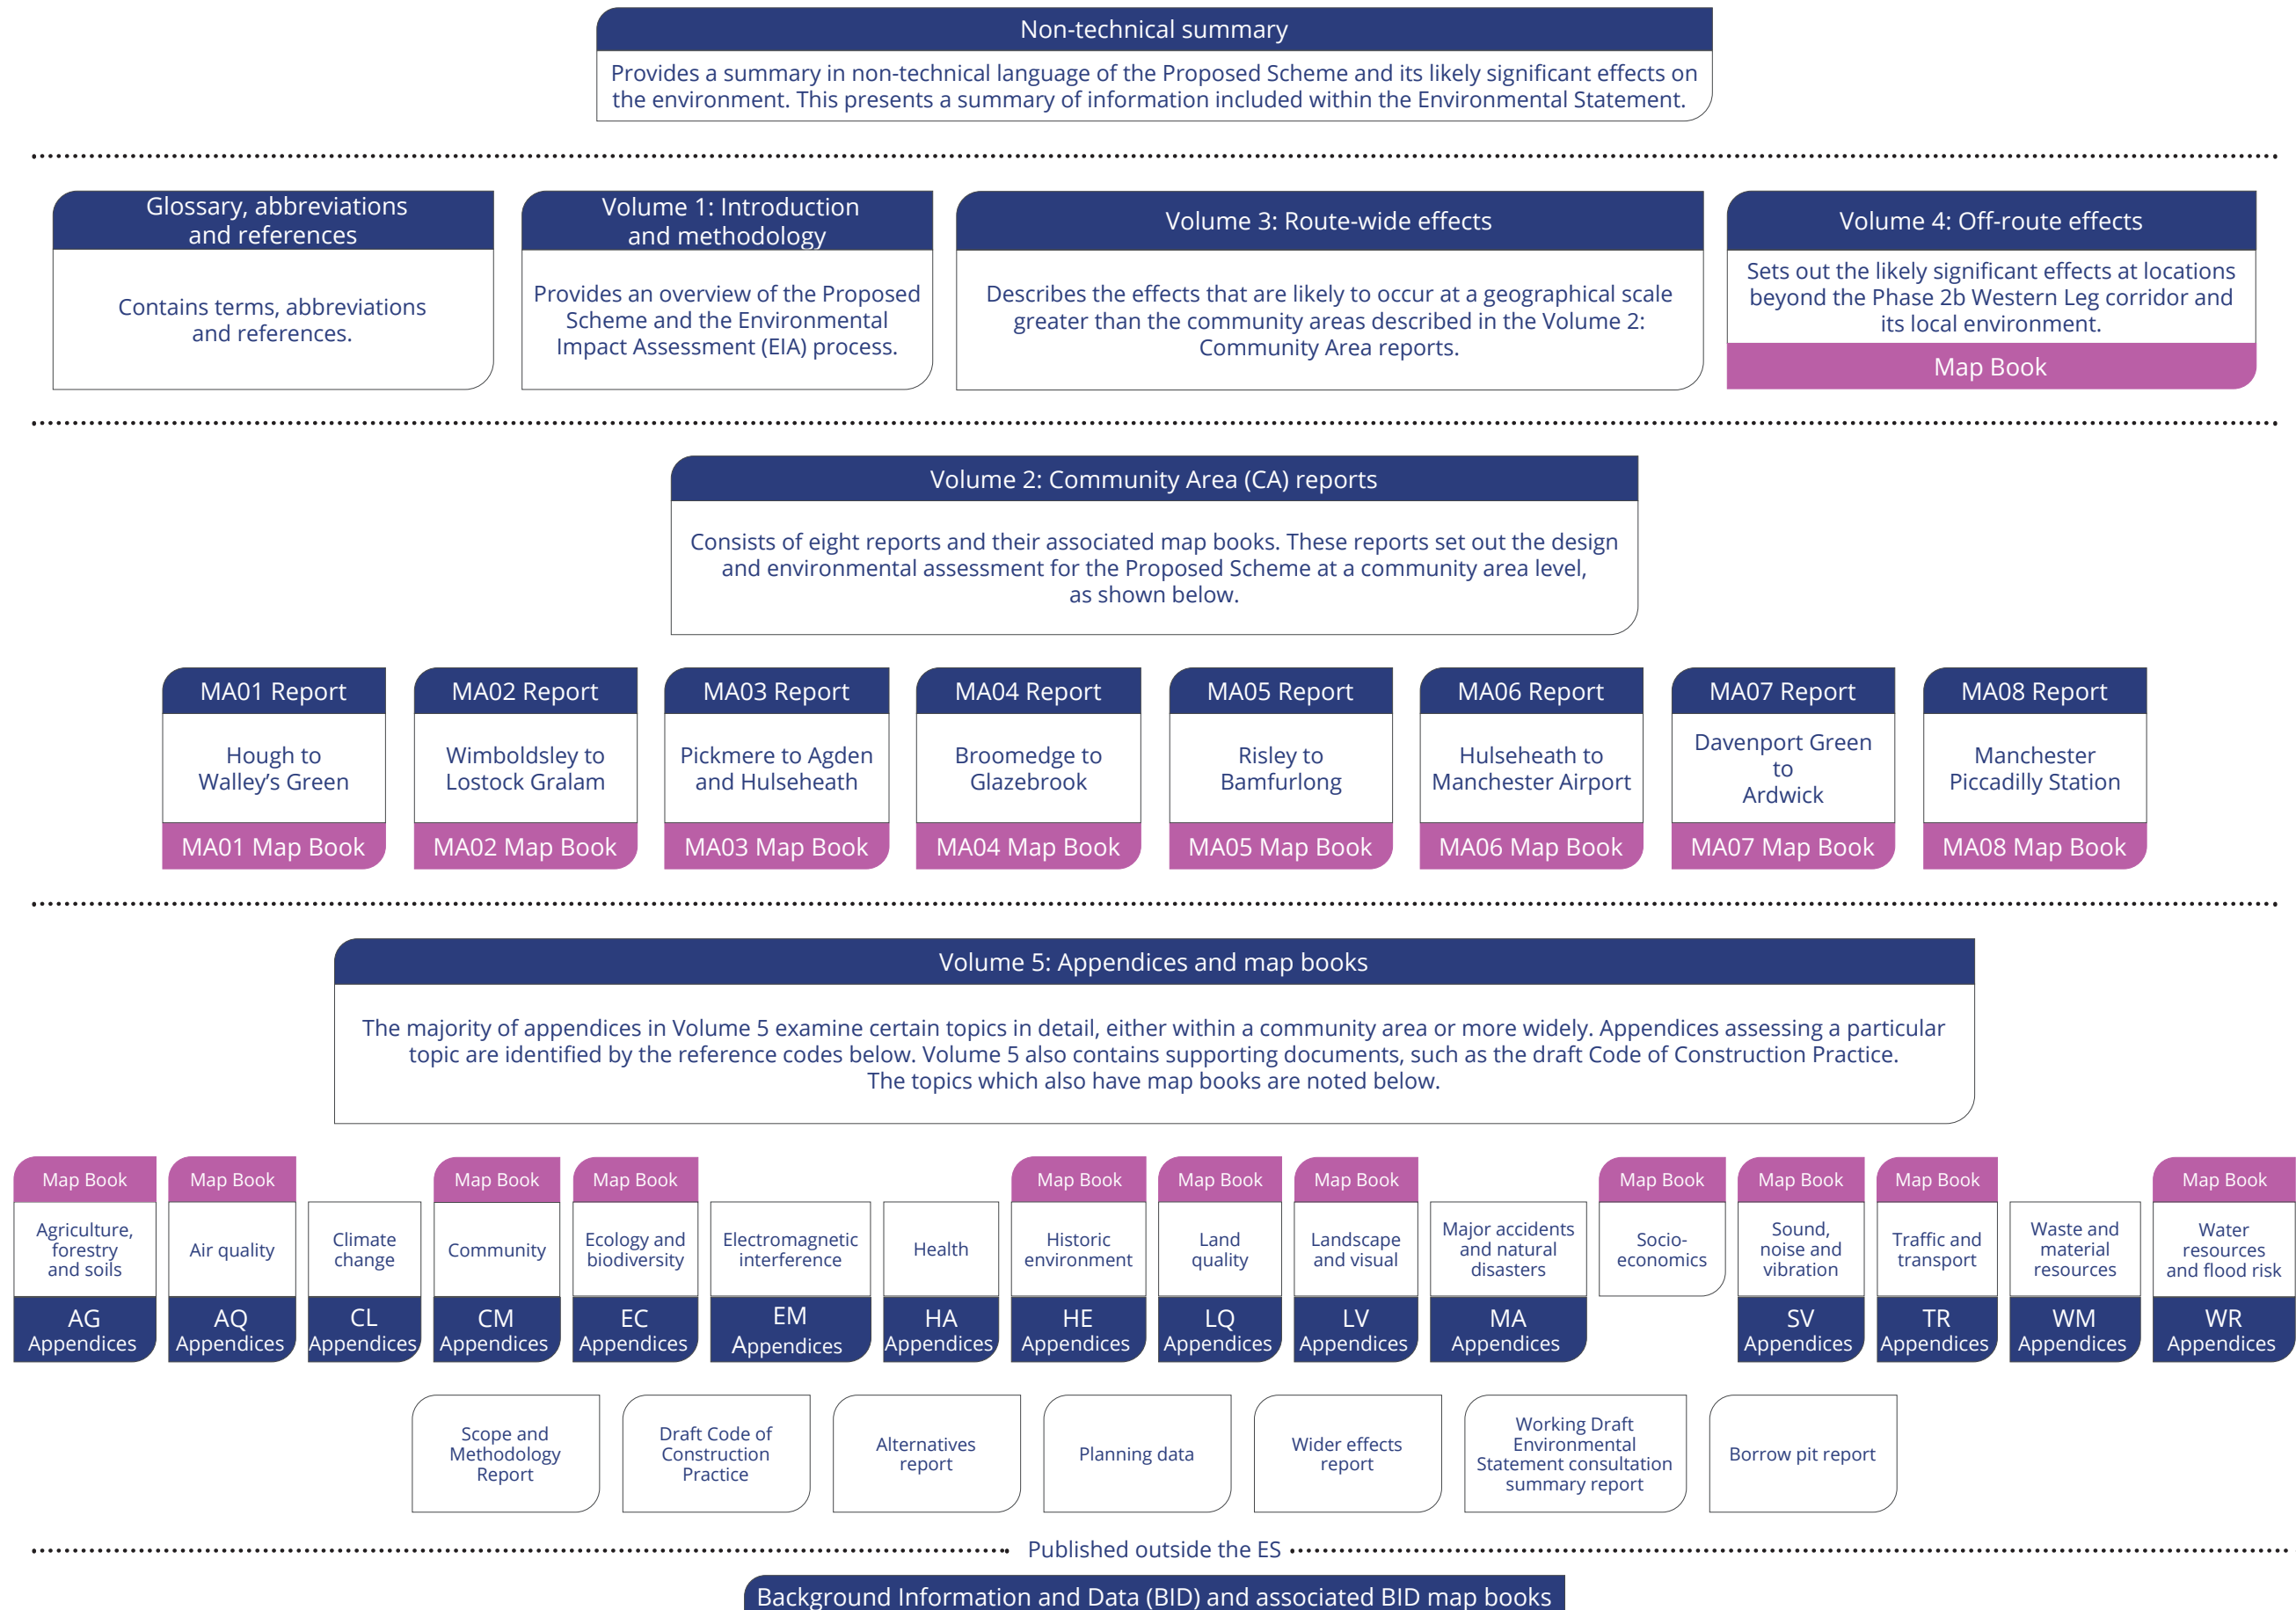 Non-technical summary
Provides a summary in non-technical language of the Proposed Scheme and its likely significant effects on
the environment. This presents a summary of information included within the Environmental Statement.
Glossary, abbreviations
and references
Contains terms, abbreviations
and references.
Volume 1: Introduction
and methodology
Provides an overview of the Proposed
Scheme and the Environmental
Impact Assessment (EIA) process.
Volume 3: Route-wide effects
Describes the effects that are likely to occur at a geographical scale
greater than the community areas described in the Volume 2:
Community Area reports.
Volume 4: Off-route effects
Sets out the likely significant effects at locations
beyond the Phase 2b Western Leg corridor and
its local environment.
Map Book
Volume 2: Community Area (CA) reports
Consists of eight reports and their associated map books. These reports set out the design
and environmental assessment for the Proposed Scheme at a community area level,
as shown below.
MA01 Report
Hough to
Walley’s Green
MA01 Map Book
MA02 Report
Wimboldsley to
Lostock Gralam
MA02 Map Book
MA03 Report
Pickmere to Agden
and Hulseheath
MA03 Map Book
MA04 Report
Broomedge to
Glazebrook
MA04 Map Book
MA05 Report
Risley to
Bamfurlong
MA05 Map Book
MA06 Report
Hulseheath to
Manchester Airport
MA06 Map Book
MA07 Report
Davenport Green
to
Ardwick
MA07 Map Book
MA08 Report
Manchester
Piccadilly Station
MA08 Map Book
Volume 5: Appendices and map books
The majority of appendices in Volume 5 examine certain topics in detail, either within a community area or more widely. Appendices assessing a particular
topic are identified by the reference codes below. Volume 5 also contains supporting documents, such as the draft Code of Construction Practice.
The topics which also have map books are noted below.
Map Book
Agriculture,
forestry
and soils
AG
Appendices
Map Book
Air quality
AQ
Appendices
Climate
change
CL
Appendices
Map Book
Community
CM
Appendices
Map Book
Ecology and
biodiversity
EC
Appendices
Electromagnetic
interference
EM
Appendices
Health
HA
Appendices
Map Book
Historic
environment
HE
Appendices
Map Book
Land
quality
LQ
Appendices
Map Book
Landscape
and visual
LV
Appendices
Major accidents
and natural
disasters
MA
Appendices
Map Book
Socio-
economics
Map Book
Sound,
noise and
vibration
SV
Appendices
Map Book
Traffic and
transport
TR
Appendices
Waste and
material
resources
WM
Appendices
Map Book
Water
resources
and flood risk
WR
Appendices
Scope and
Methodology
Report
Draft Code of
Construction
Practice
Alternatives
report
Planning data
Wider effects
report
Working Draft
Environmental
Statement consultation
summary report
Borrow pit report
Published outside the ES
Background Information and Data (BID) and associated BID map books